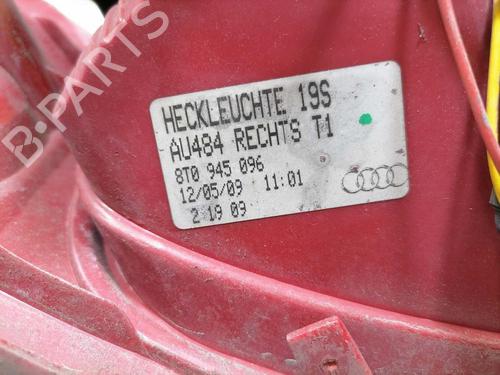 B-PARTS
HECKLEUCHTE 19S
AU484 RECHTS T1
8T0 945 096
12/05/09 11:01
2 19 09